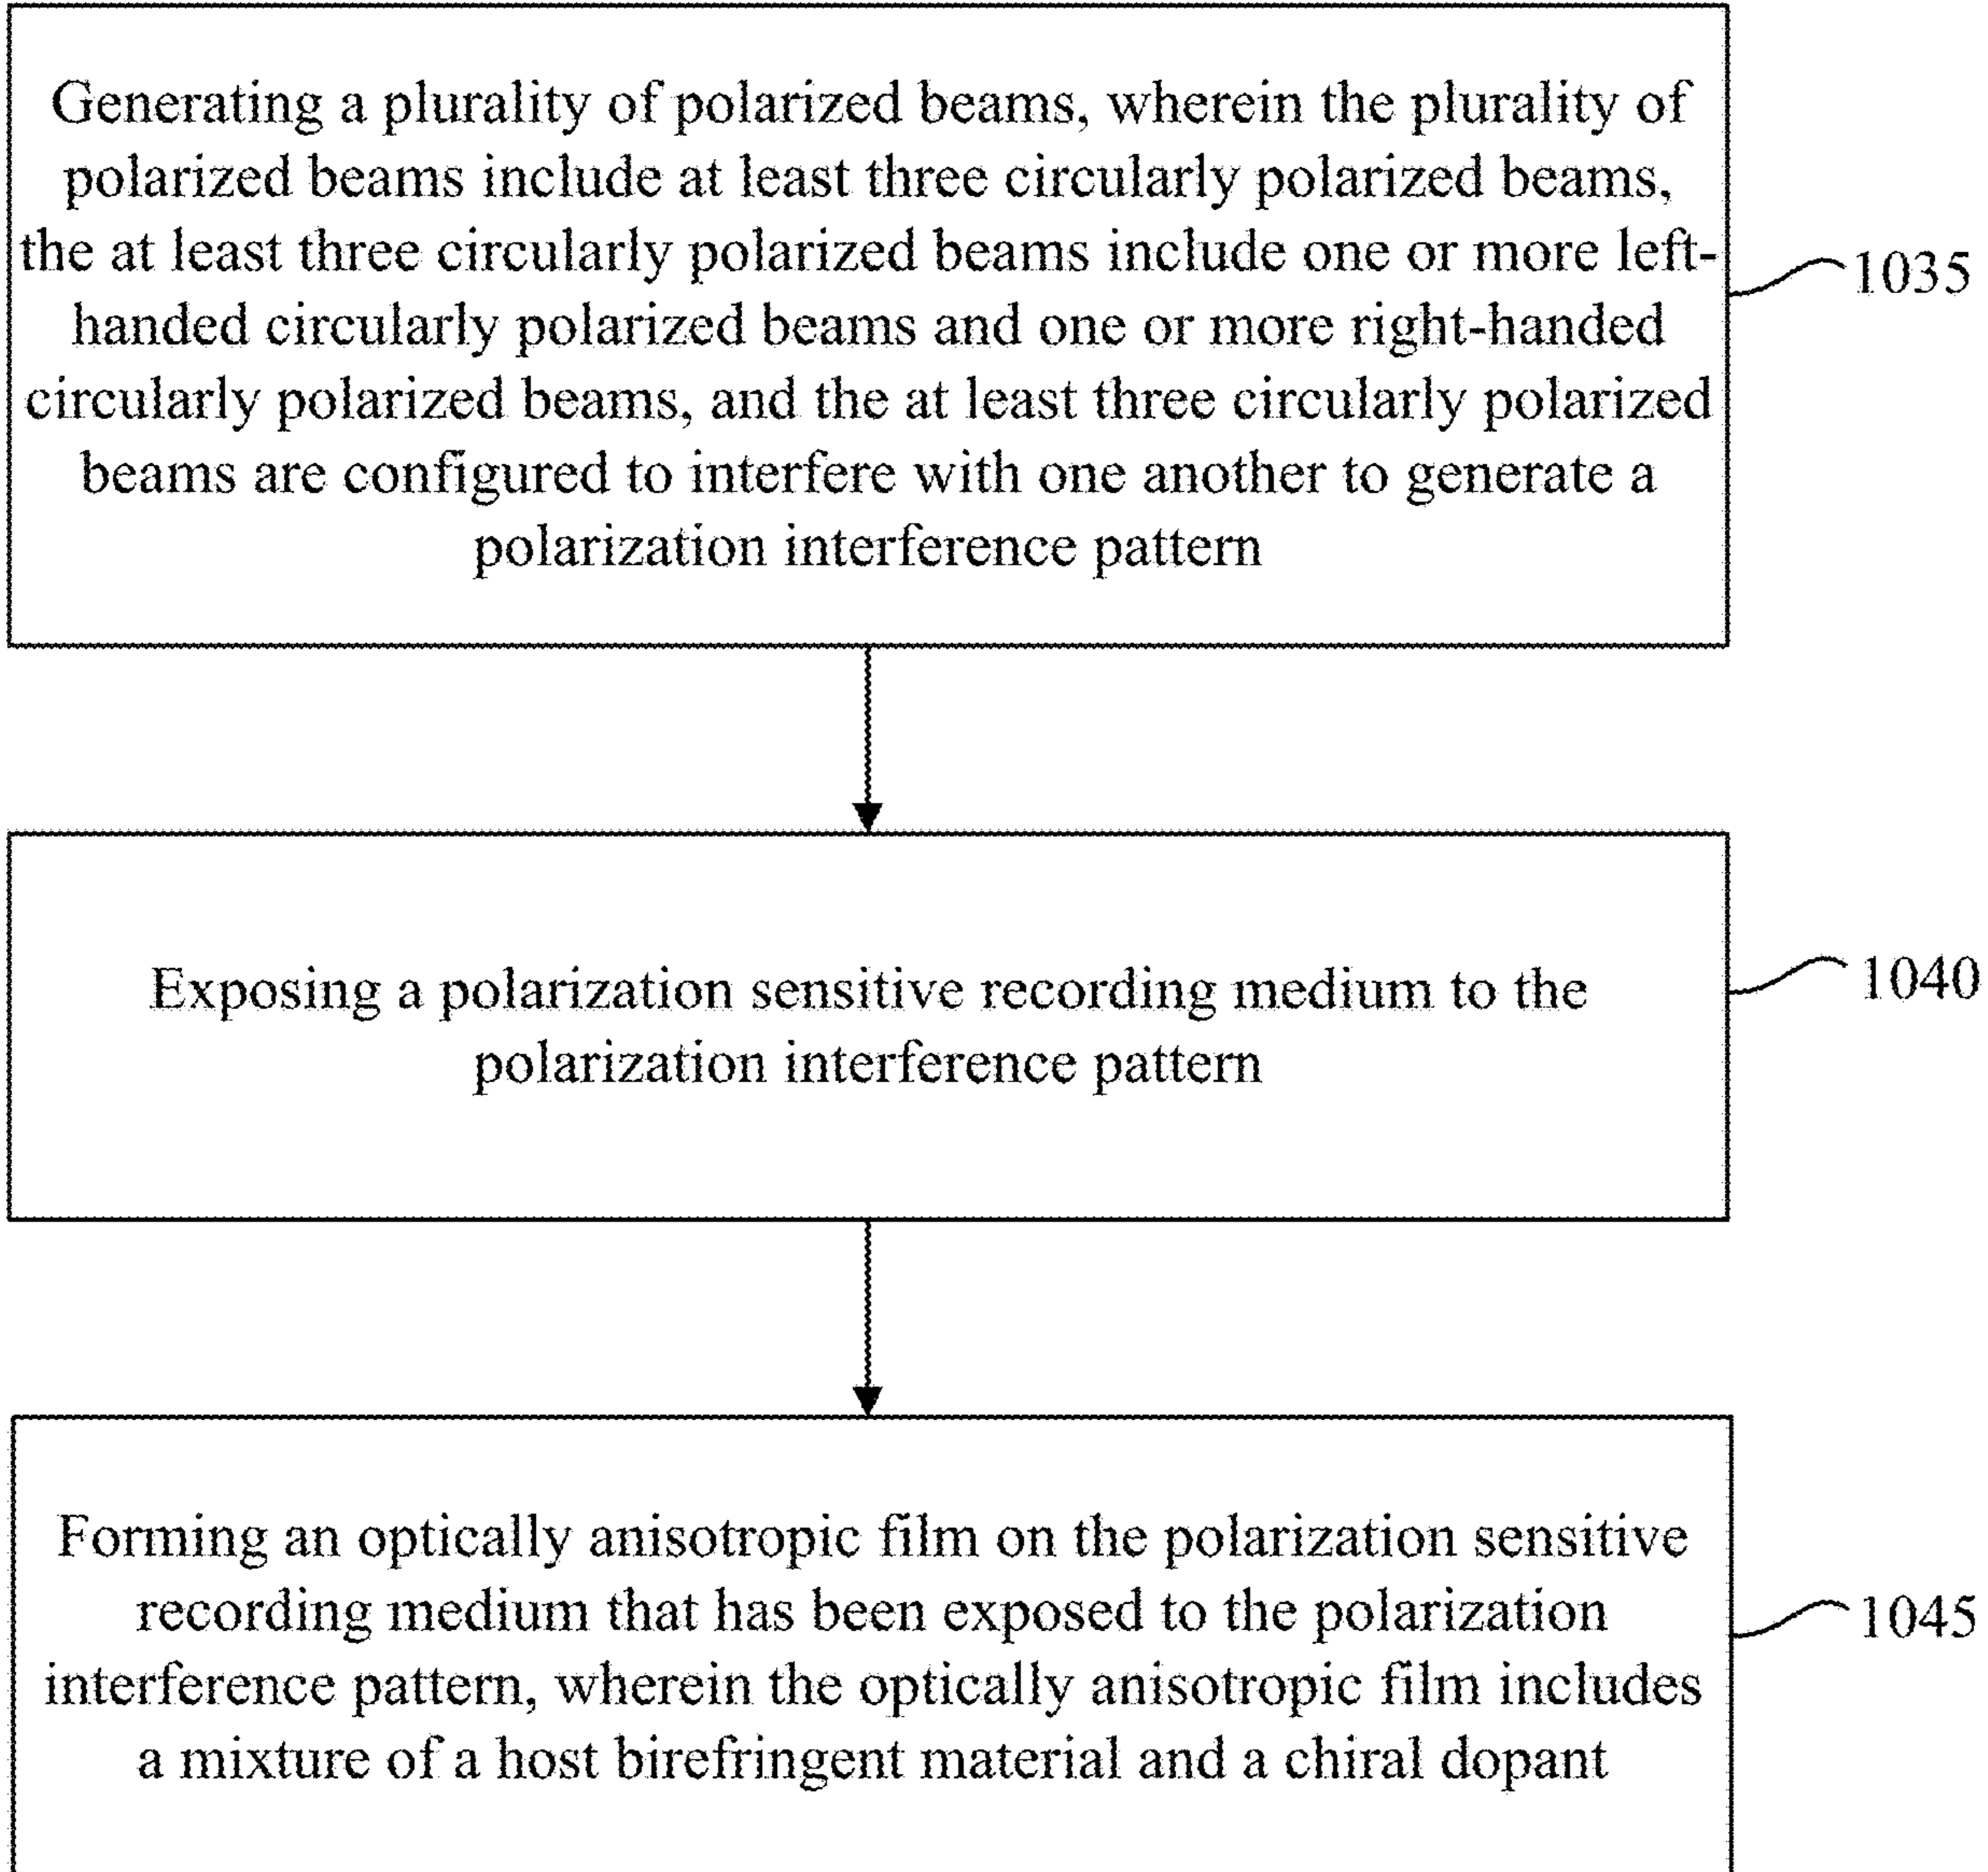 Generating a plurality of polarized beams, wherein the plurality of
polarized beams include at least three circularly polarized beams,
the at least three circularly polarized beams include one or more left-
handed circularly polarized beams and one or more right-handed
circularly polarized beams, and the at least three circularly polarized
beams are configured to interfere with one another to generate a
polarization interference pattern
1035
Exposing a polarization sensitive recording medium to the
polarization interference pattern
1040
Forming an optically anisotropic film on the polarization sensitive
recording medium that has been exposed to the polarization
interference pattern, wherein the optically anisotropic film includes
a mixture of a host birefringent material and a chiral dopant
1045